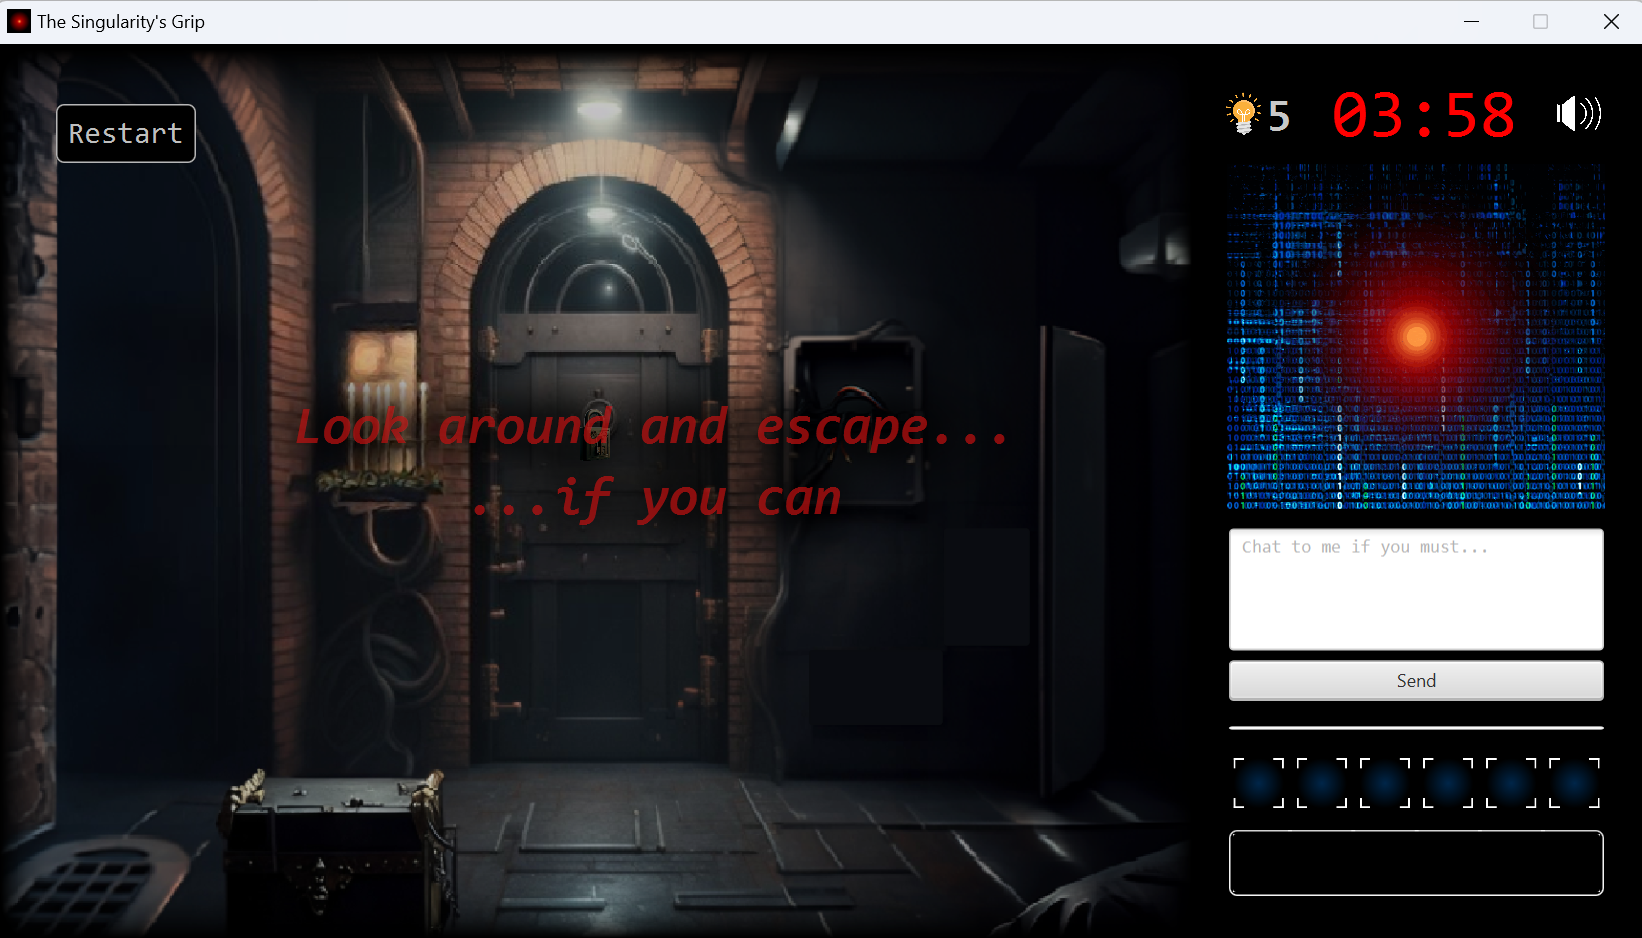 The Singularity's Grip
Restart
5
03:58
Look around and escape...
...if you can
Chat to me if you must...
Send